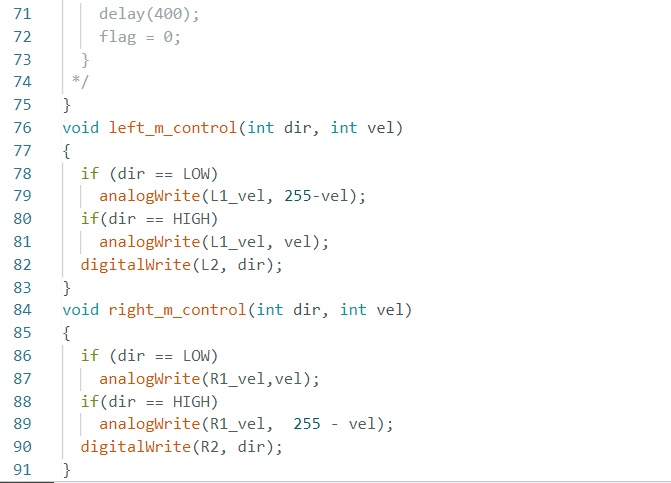 71 delay(400);
72 flag = 0;
73 }
74 */
75 }
76 void left_m_control(int dir, int vel)
77 {
78 if (dir == LOW)
79 analogWrite(L1_vel, 255-vel);
80 if(dir == HIGH)
81 analogWrite(L1_vel, vel);
82 digitalWrite(L2, dir);
83 }
84 void right_m_control(int dir, int vel)
85 {
86 if (dir == LOW)
87 analogWrite(R1_vel,vel);
88 if(dir == HIGH)
89 analogWrite(R1_vel,  255 - vel);
90 digitalWrite(R2, dir);
91 }